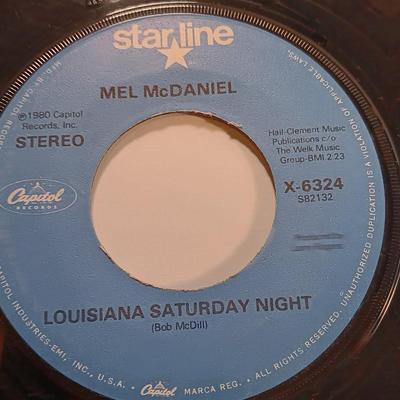 starline
MEL McDANIEL
℗1980 Capitol
Records, Inc.
STEREO
Hall-Clement Music
Publications c/o
The Welk Music
Group-BMI 2:23
Capitol
RECORDS
X-6324
S82132
LOUISIANA SATURDAY NIGHT
(Bob McDill)
CAPITOL INDUSTRIES-EMI, INC., U.S.A. • Capitol MARCA REG. • ALL RIGHTS RESERVED. UNAUTHORIZED DUPLICATION IS A VIOLATION OF APPLICABLE LAWS.